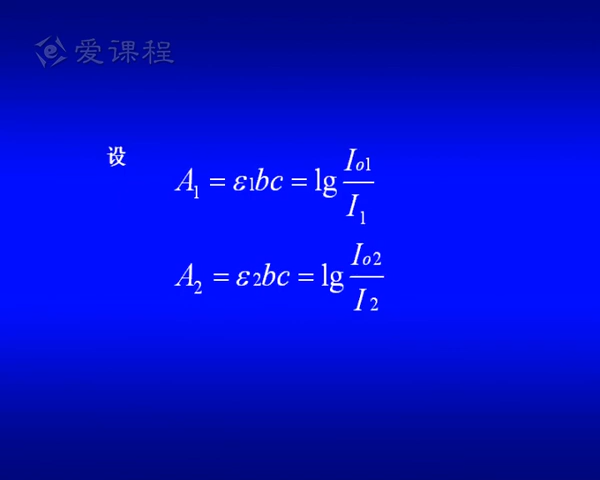 爱课程
设
A₁ = ε₁bc = lg I₀₁/I₁
A₂ = ε₂bc = lg I₀₂/I₂